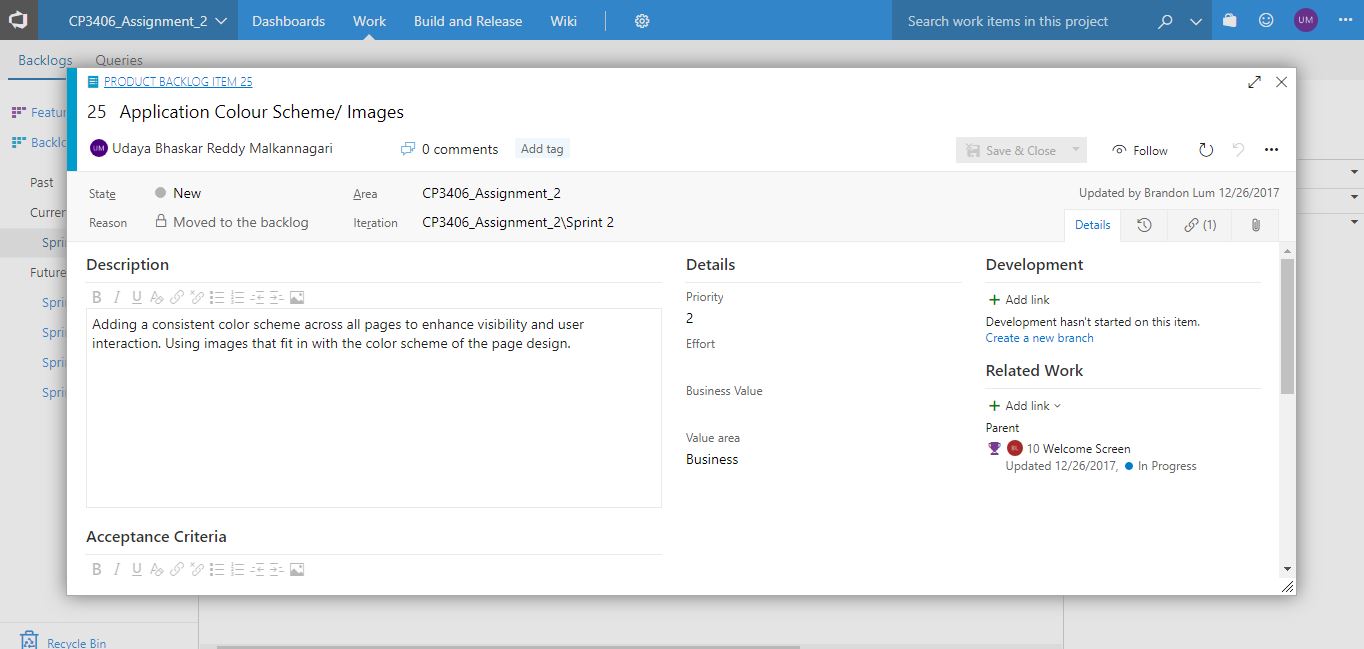 CP3406_Assignment_2 Dashboards Work Build and Release Wiki Search work items in this project UM
Backlogs Queries
PRODUCT BACKLOG ITEM 25
25 Application Colour Scheme/ Images
UM Udaya Bhaskar Reddy Malkannagari 0 comments Add tag Save & Close Follow
State New Area CP3406_Assignment_2 Updated by Brandon Lum 12/26/2017
Reason Moved to the backlog Iteration CP3406_Assignment_2\Sprint 2 Details (1)
Featur
Backlo
Past
Curren
Sprin
Future
Sprin
Sprin
Sprin
Sprin
Description
B I U
Adding a consistent color scheme across all pages to enhance visibility and user
interaction. Using images that fit in with the color scheme of the page design.
Acceptance Criteria
B I U
Details
Priority
2
Effort
Business Value
Value area
Business
Development
+ Add link
Development hasn't started on this item.
Create a new branch
Related Work
+ Add link
Parent
10 Welcome Screen
Updated 12/26/2017, In Progress
Recycle Bin